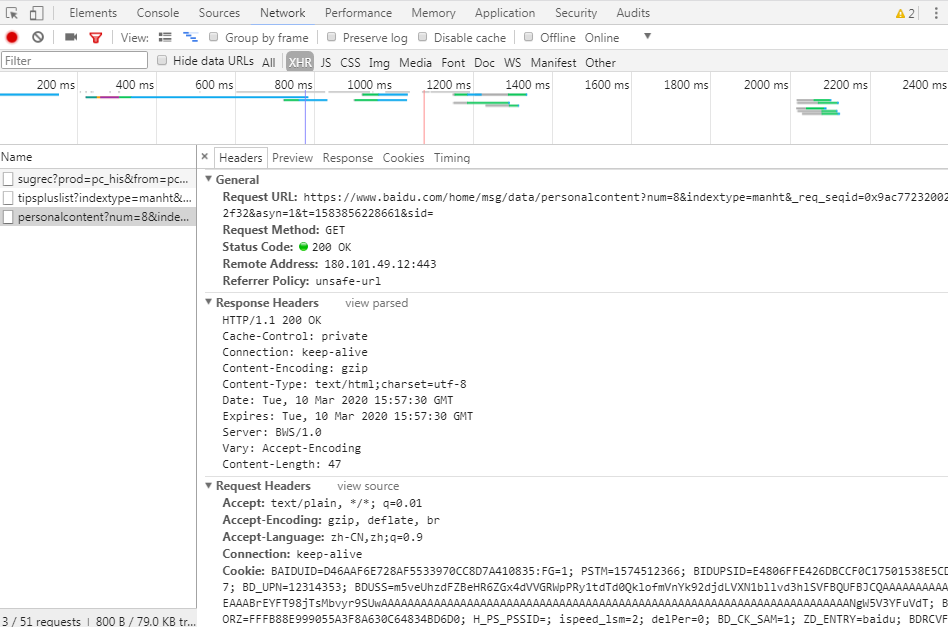 Elements Console Sources Network Performance Memory Application Security Audits 2
View: Group by frame Preserve log Disable cache Offline Online
Filter Hide data URLs All XHR JS CSS Img Media Font Doc WS Manifest Other
200 ms 400 ms 600 ms 800 ms 1000 ms 1200 ms 1400 ms 1600 ms 1800 ms 2000 ms 2200 ms 2400 ms
Name
sugrec?prod=pc_his&from=pc...
tipspluslist?indextype=manht&...
personalcontent?num=8&inde...
3 / 51 requests | 800 B / 79.0 KB tr...
× Headers Preview Response Cookies Timing
General
Request URL: https://www.baidu.com/home/msg/data/personalcontent?num=8&indextype=manht&_req_seqid=0x9ac77232002
2f32&asyn=1&t=1583856228661&sid=
Request Method: GET
Status Code: 200 OK
Remote Address: 180.101.49.12:443
Referrer Policy: unsafe-url
Response Headers view parsed
HTTP/1.1 200 OK
Cache-Control: private
Connection: keep-alive
Content-Encoding: gzip
Content-Type: text/html;charset=utf-8
Date: Tue, 10 Mar 2020 15:57:30 GMT
Expires: Tue, 10 Mar 2020 15:57:30 GMT
Server: BWS/1.0
Vary: Accept-Encoding
Content-Length: 47
Request Headers view source
Accept: text/plain, */*; q=0.01
Accept-Encoding: gzip, deflate, br
Accept-Language: zh-CN,zh;q=0.9
Connection: keep-alive
Cookie: BAIDUID=D46AAF6E728AF5533970CC8D7A410835:FG=1; PSTM=1574512366; BIDUPSID=E4806FFE426DBCCF0C17501538E5CD
7; BD_UPN=12314353;
ORZ=FFFB88E999055A3F8A630C64834BD6D0; H_PS_PSSID=; ispeed_lsm=2; delPer=0; BD_CK_SAM=1; ZD_ENTRY=baidu; BDRCVF